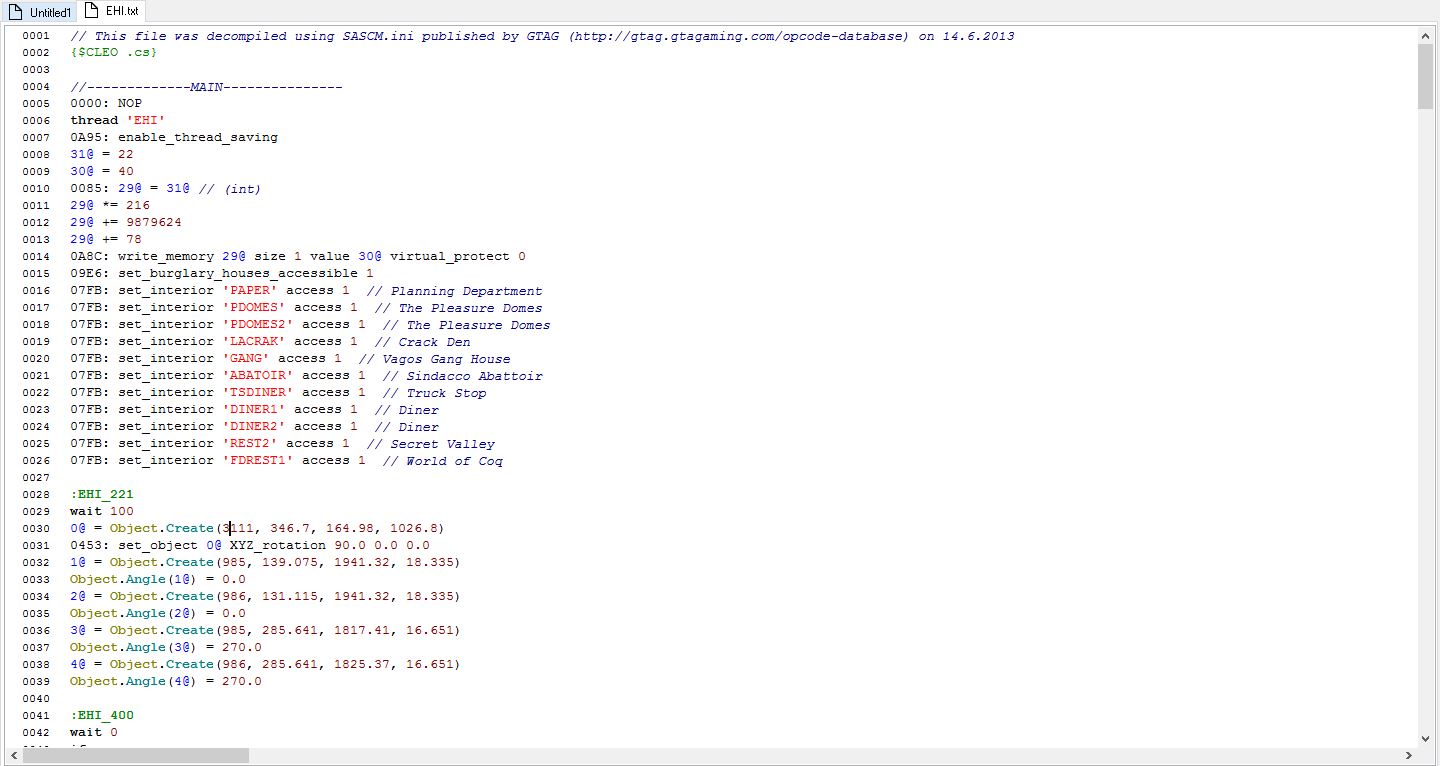 Untitled1 EHI.txt
0001 // This file was decompiled using SASCM.ini published by GTAG (http://gtag.gtagaming.com/opcode-database) on 14.6.2013
0002 {$CLEO .cs}
0003
0004 //-------------MAIN---------------
0005 0000: NOP
0006 thread 'EHI'
0007 0A95: enable_thread_saving
0008 31@ = 22
0009 30@ = 40
0010 0085: 29@ = 31@ // (int)
0011 29@ *= 216
0012 29@ += 9879624
0013 29@ += 78
0014 0A8C: write_memory 29@ size 1 value 30@ virtual_protect 0
0015 09E6: set_burglary_houses_accessible 1
0016 07FB: set_interior 'PAPER' access 1  // Planning Department
0017 07FB: set_interior 'PDOMES' access 1  // The Pleasure Domes
0018 07FB: set_interior 'PDOMES2' access 1  // The Pleasure Domes
0019 07FB: set_interior 'LACRAK' access 1  // Crack Den
0020 07FB: set_interior 'GANG' access 1  // Vagos Gang House
0021 07FB: set_interior 'ABATOIR' access 1  // Sindacco Abattoir
0022 07FB: set_interior 'TSDINER' access 1  // Truck Stop
0023 07FB: set_interior 'DINER1' access 1  // Diner
0024 07FB: set_interior 'DINER2' access 1  // Diner
0025 07FB: set_interior 'REST2' access 1  // Secret Valley
0026 07FB: set_interior 'FDREST1' access 1  // World of Coq
0027
0028 :EHI_221
0029 wait 100
0030 0@ = Object.Create(3111, 346.7, 164.98, 1026.8)
0031 0453: set_object 0@ XYZ_rotation 90.0 0.0 0.0
0032 1@ = Object.Create(985, 139.075, 1941.32, 18.335)
0033 Object.Angle(1@) = 0.0
0034 2@ = Object.Create(986, 131.115, 1941.32, 18.335)
0035 Object.Angle(2@) = 0.0
0036 3@ = Object.Create(985, 285.641, 1817.41, 16.651)
0037 Object.Angle(3@) = 270.0
0038 4@ = Object.Create(986, 285.641, 1825.37, 16.651)
0039 Object.Angle(4@) = 270.0
0040
0041 :EHI_400
0042 wait 0